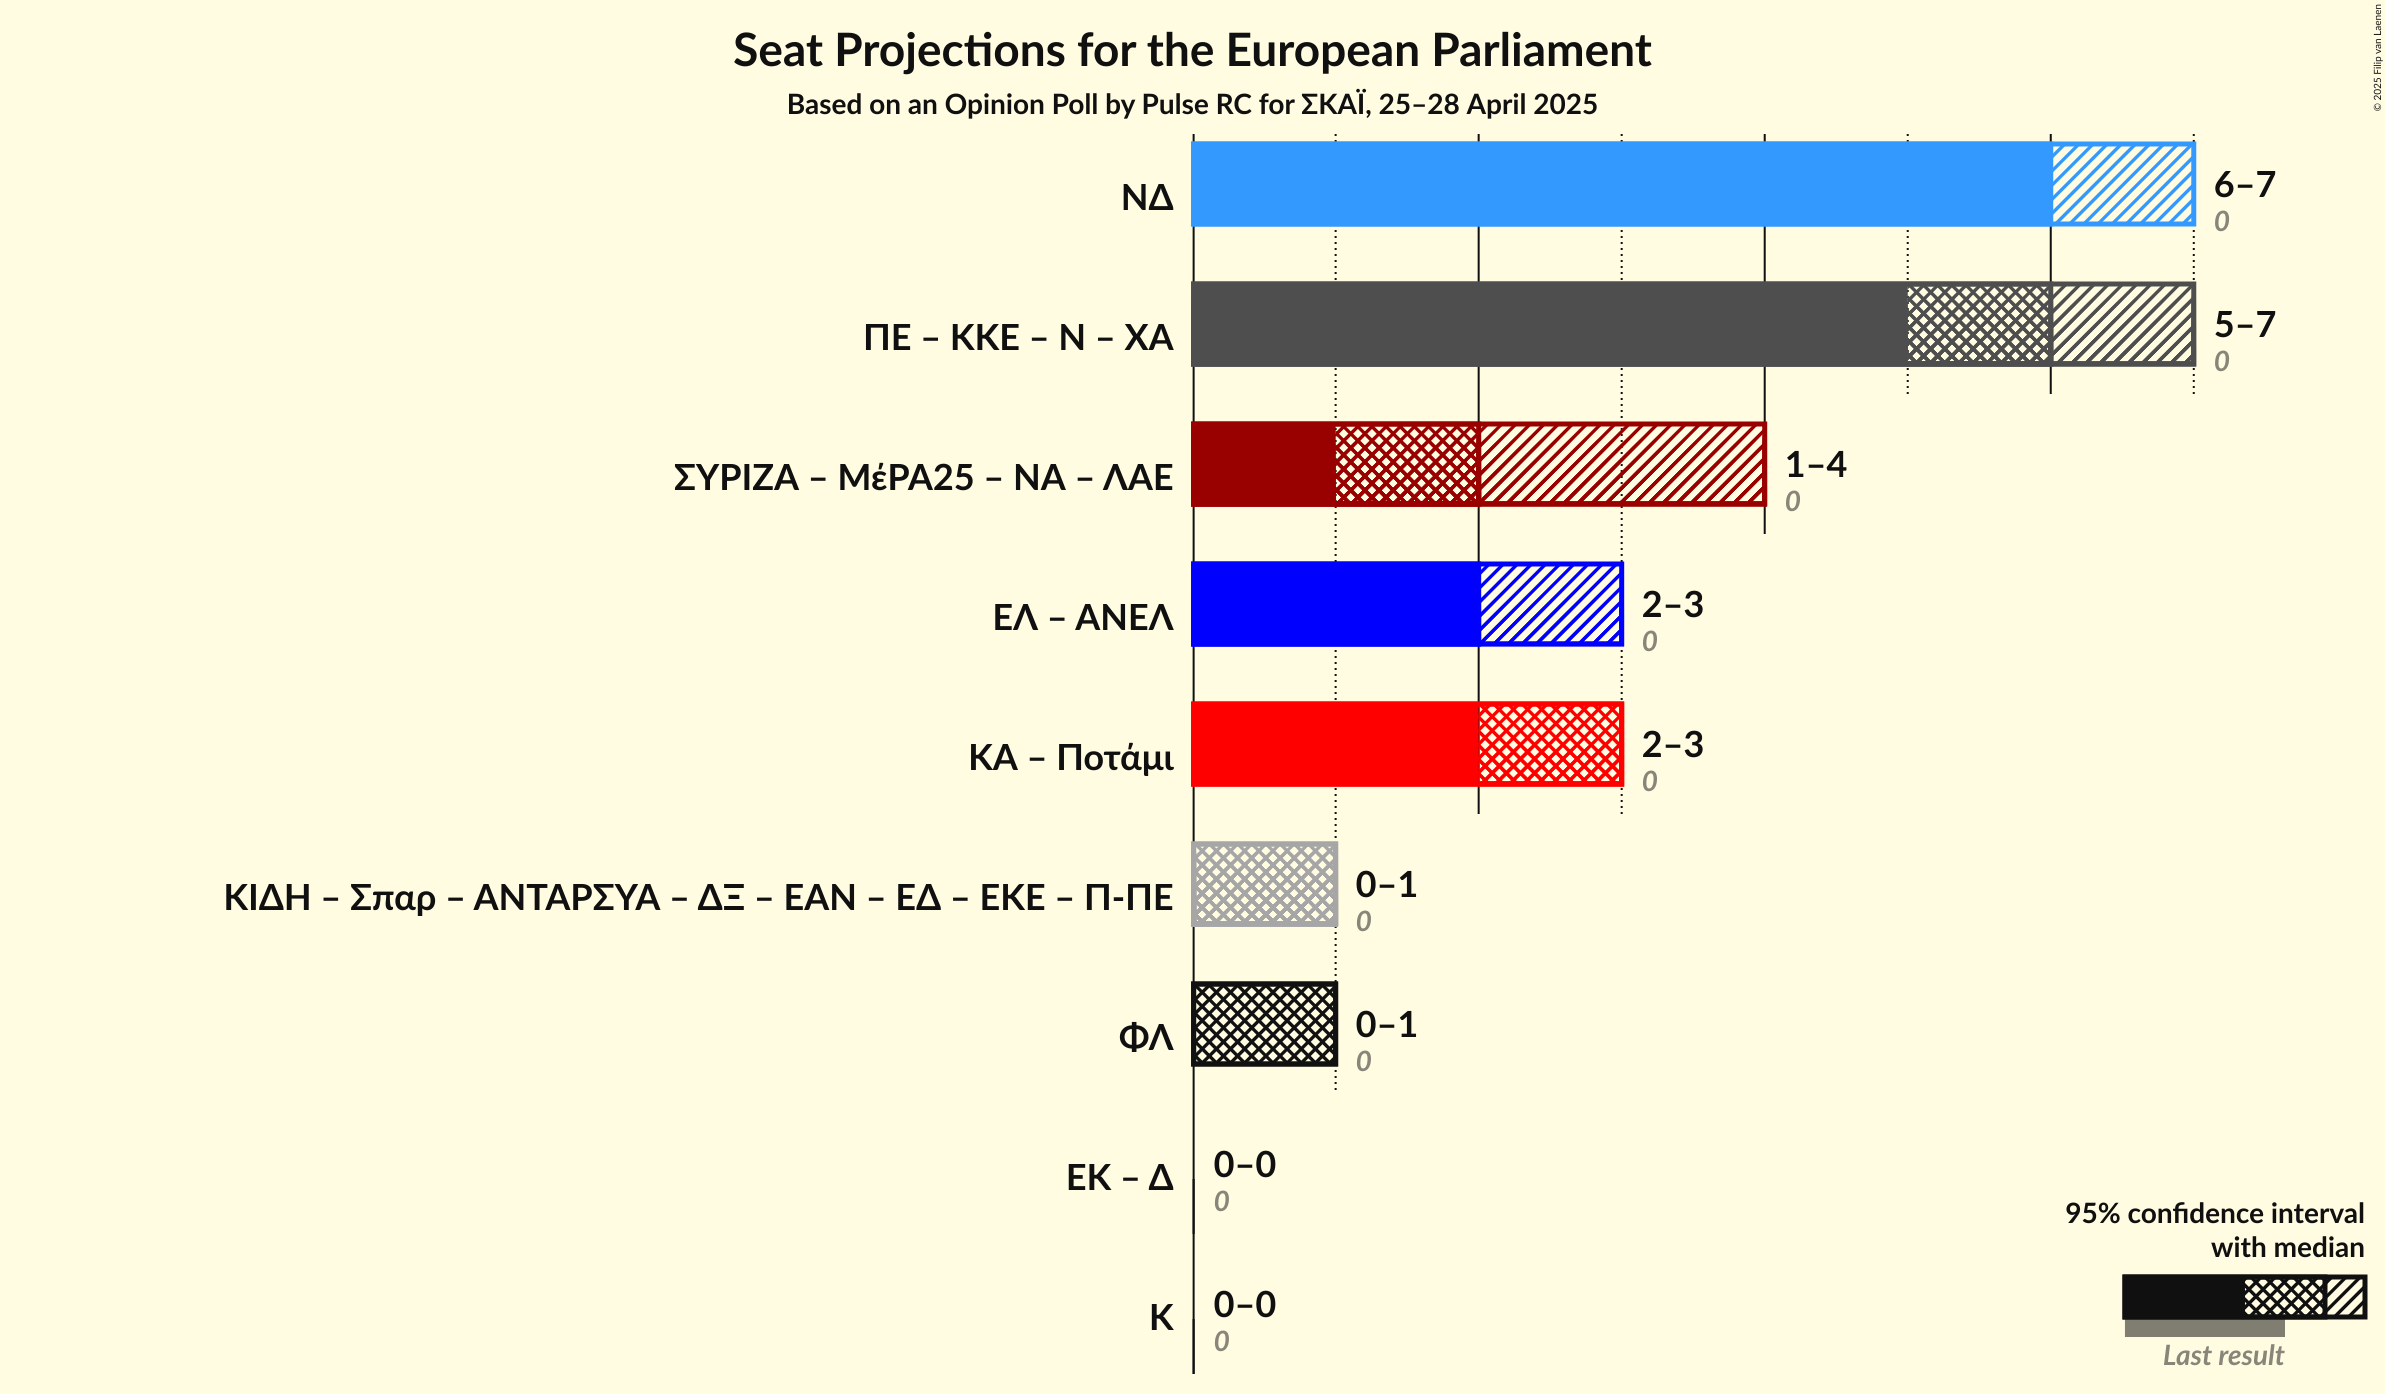 Seat Projections for the European Parliament
Based on an Opinion Poll by Pulse RC for ΣΚΑΪ, 25–28 April 2025
© 2025 Filip van Laenen
ΝΔ
6–7
0
ΠΕ – ΚΚΕ – Ν – ΧΑ
5–7
0
ΣΥΡΙΖΑ – ΜέΡΑ25 – ΝΑ – ΛΑΕ
1–4
0
ΕΛ – ΑΝΕΛ
2–3
0
ΚΑ – Ποτάμι
2–3
0
ΚΙΔΗ – Σπαρ – ΑΝΤΑΡΣΥΑ – ΔΞ – ΕΑΝ – ΕΔ – ΕΚΕ – Π-ΠΕ
0–1
0
ΦΛ
0–1
0
ΕΚ – Δ
0–0
0
Κ
0–0
0
95% confidence interval
with median
Last result